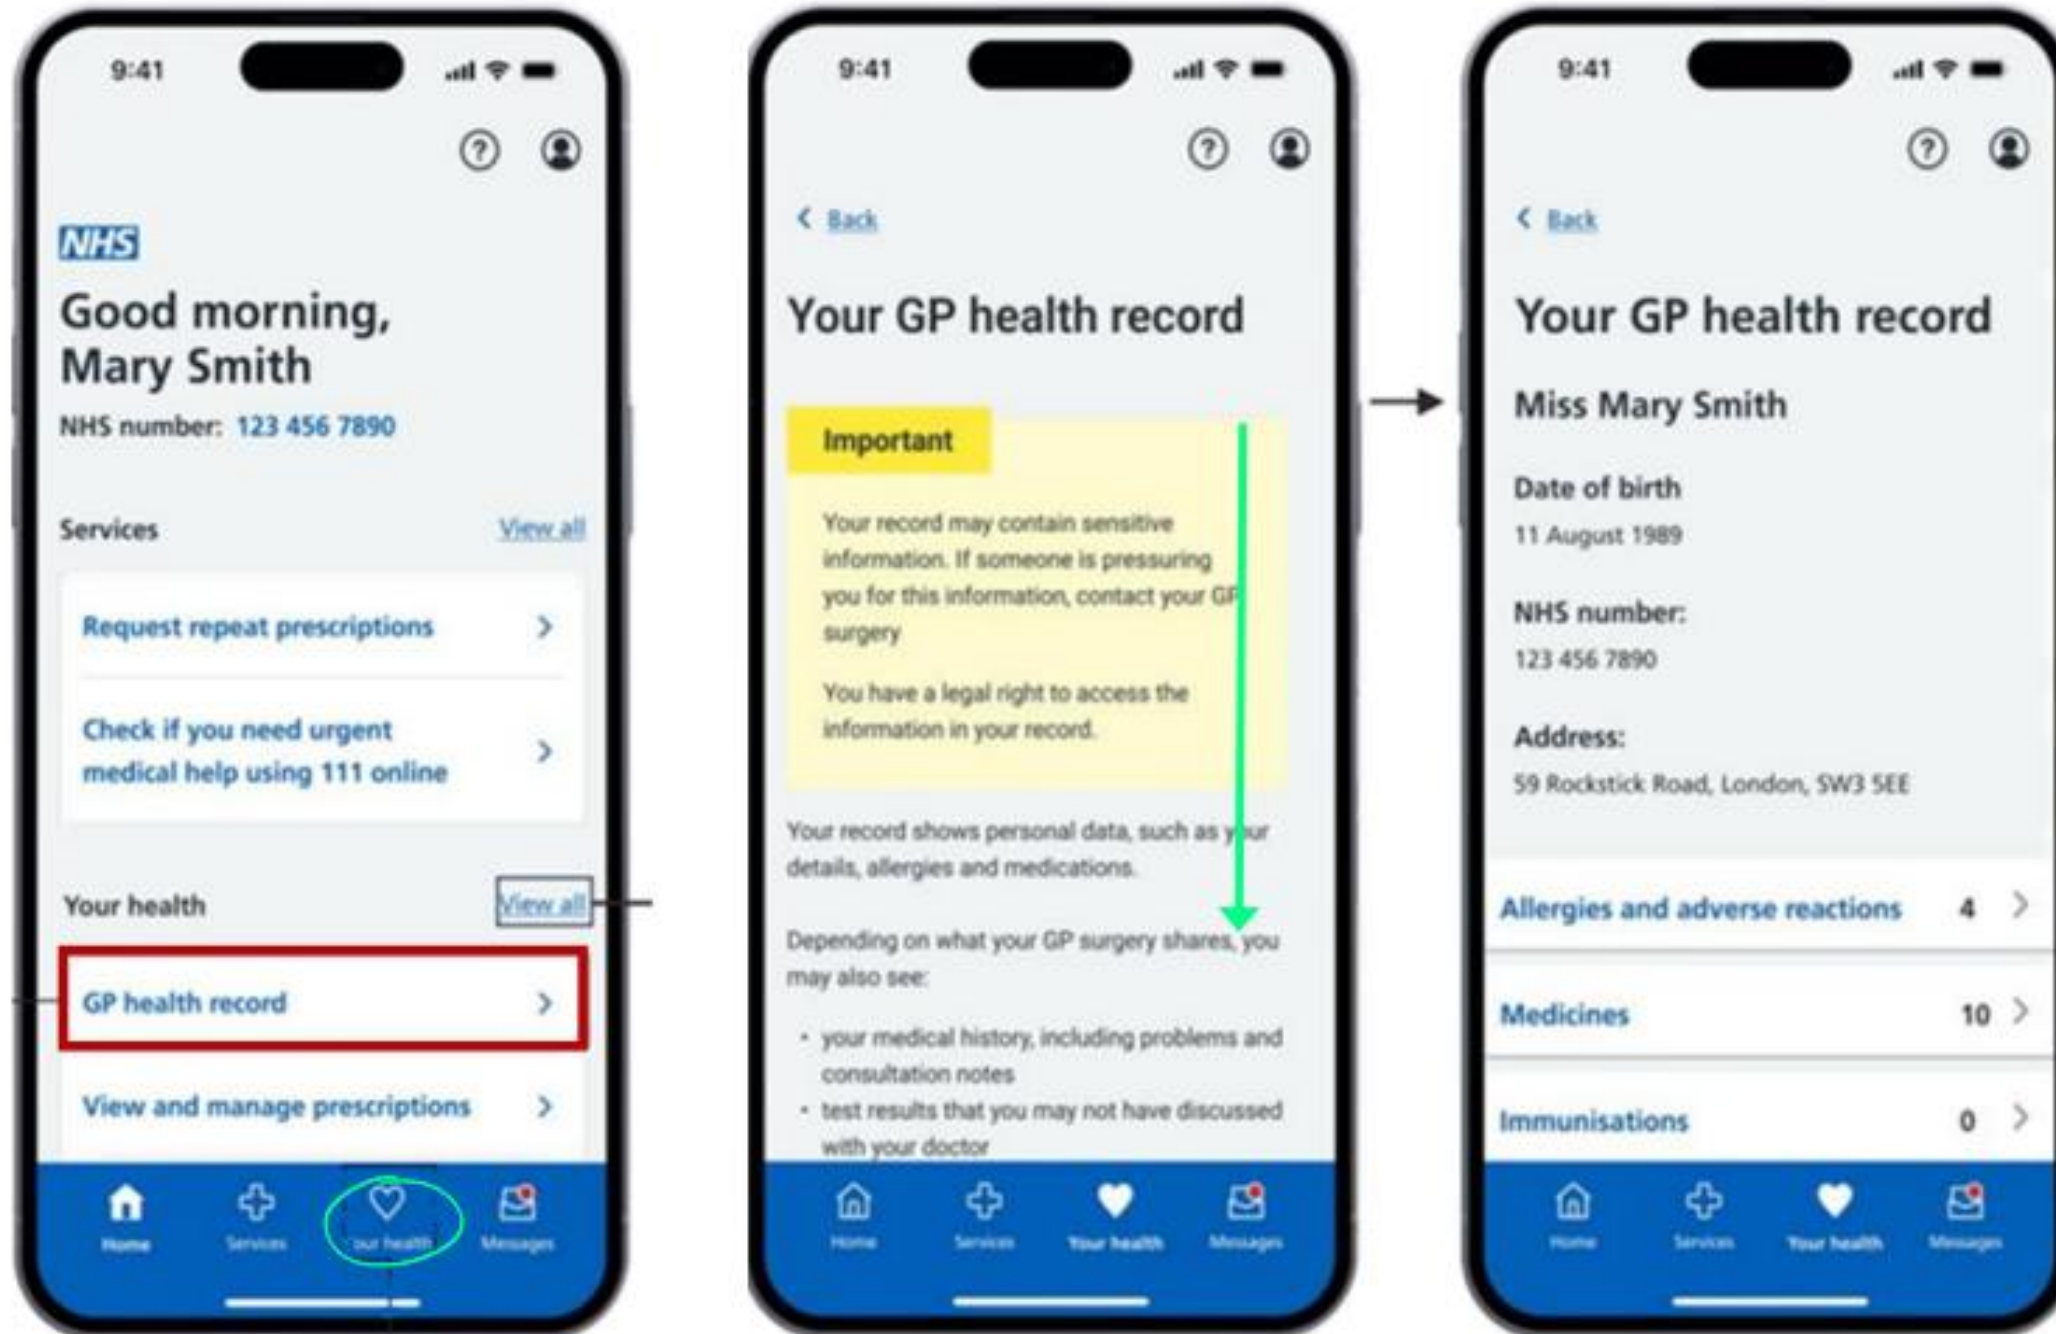 9:41
NHS
Good morning,
Mary Smith
NHS number: 123 456 7890
Services View all
Request repeat prescriptions
Check if you need urgent
medical help using 111 online
Your health View all
GP health record
View and manage prescriptions
Home Services our health Messages
9:41
Back
Your GP health record
Important
Your record may contain sensitive
information. If someone is pressuring
you for this information, contact your GP
surgery
You have a legal right to access the
information in your record.
Your record shows personal data, such as your
details, allergies and medications.
Depending on what your GP surgery shares, you
may also see:
• your medical history, including problems and
consultation notes
• test results that you may not have discussed
with your doctor
Home Services Your health Messages
9:41
Back
Your GP health record
Miss Mary Smith
Date of birth
11 August 1989
NHS number:
123 456 7890
Address:
59 Rockstick Road, London, SW3 5EE
Allergies and adverse reactions 4
Medicines 10
Immunisations 0
Home Services Your health Messages